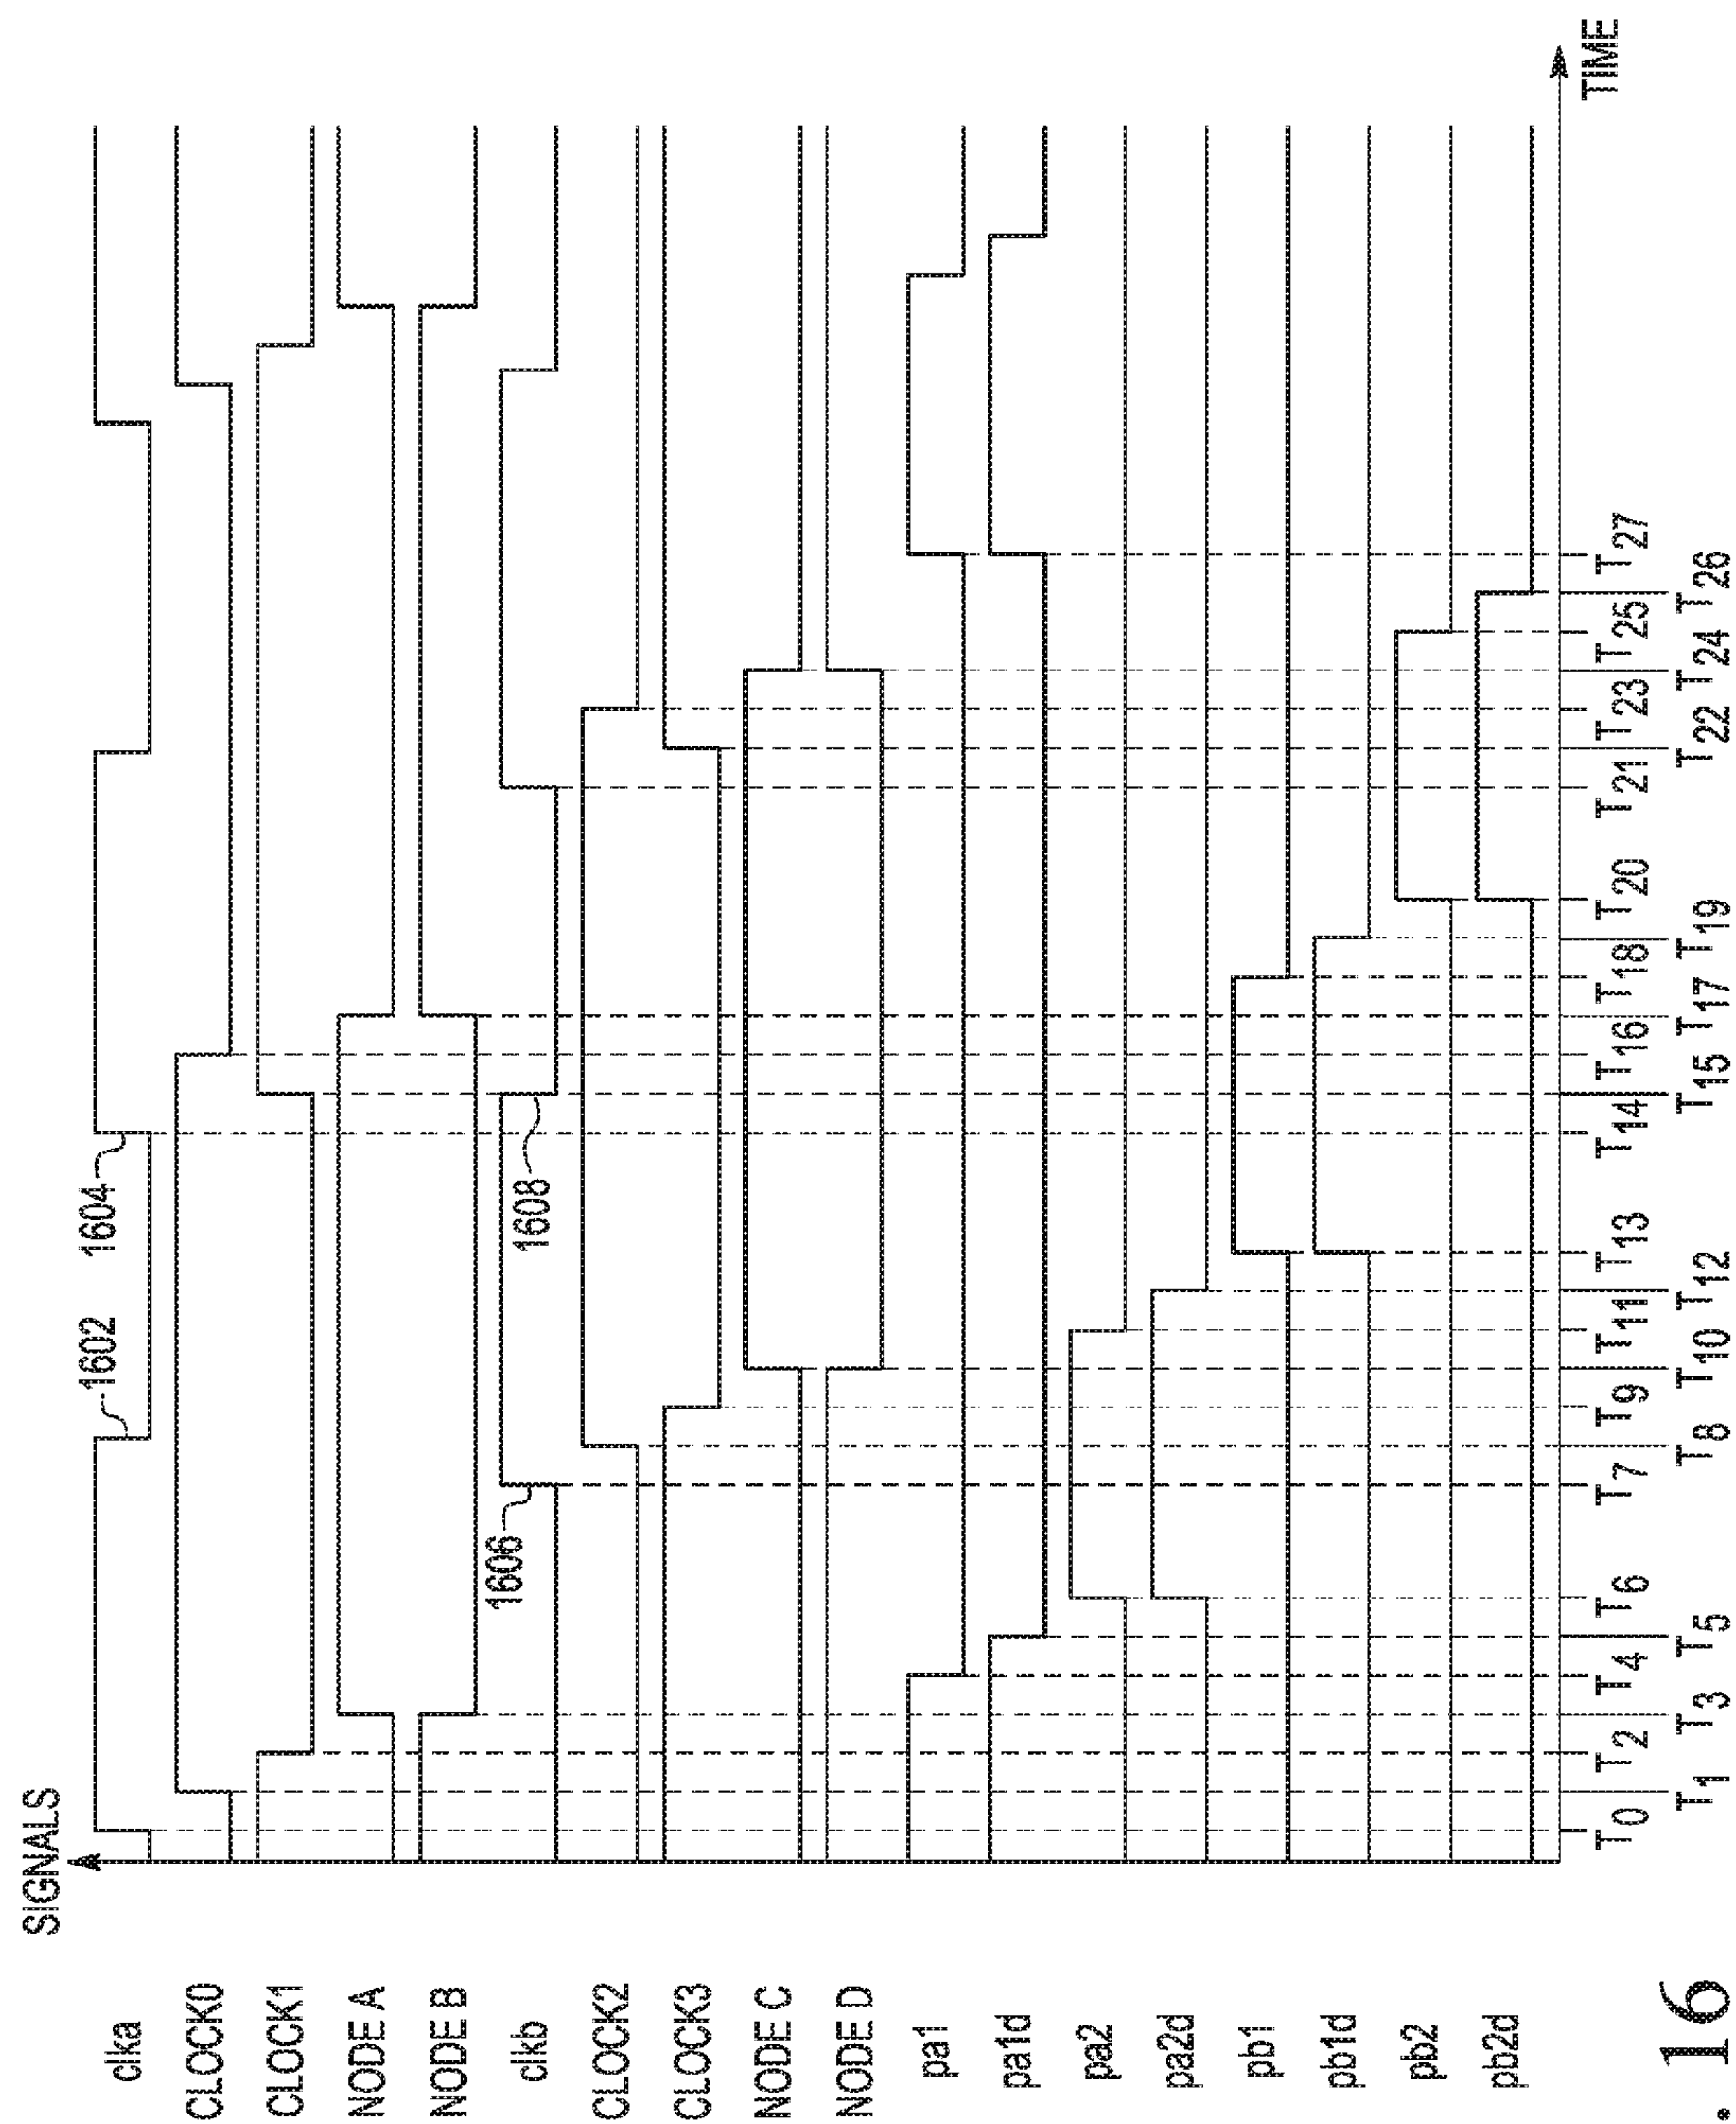 SIGNALS
clka
CLOCK0
CLOCK1
NODE A
NODE B
clkb
CLOCK2
CLOCK3
NODE C
NODE D
pa1
pa1d
pa2
pa2d
pb1
pb1d
pb2
pb2d
1602
1604
1606
1608
T0
T1
T2
T3
T4
T5
T6
T7
T8
T9
T10
T11
T12
T13
T14
T15
T16
T17
T18
T19
T20
T21
T22
T23
T24
T25
T26
T27
TIME
. 16